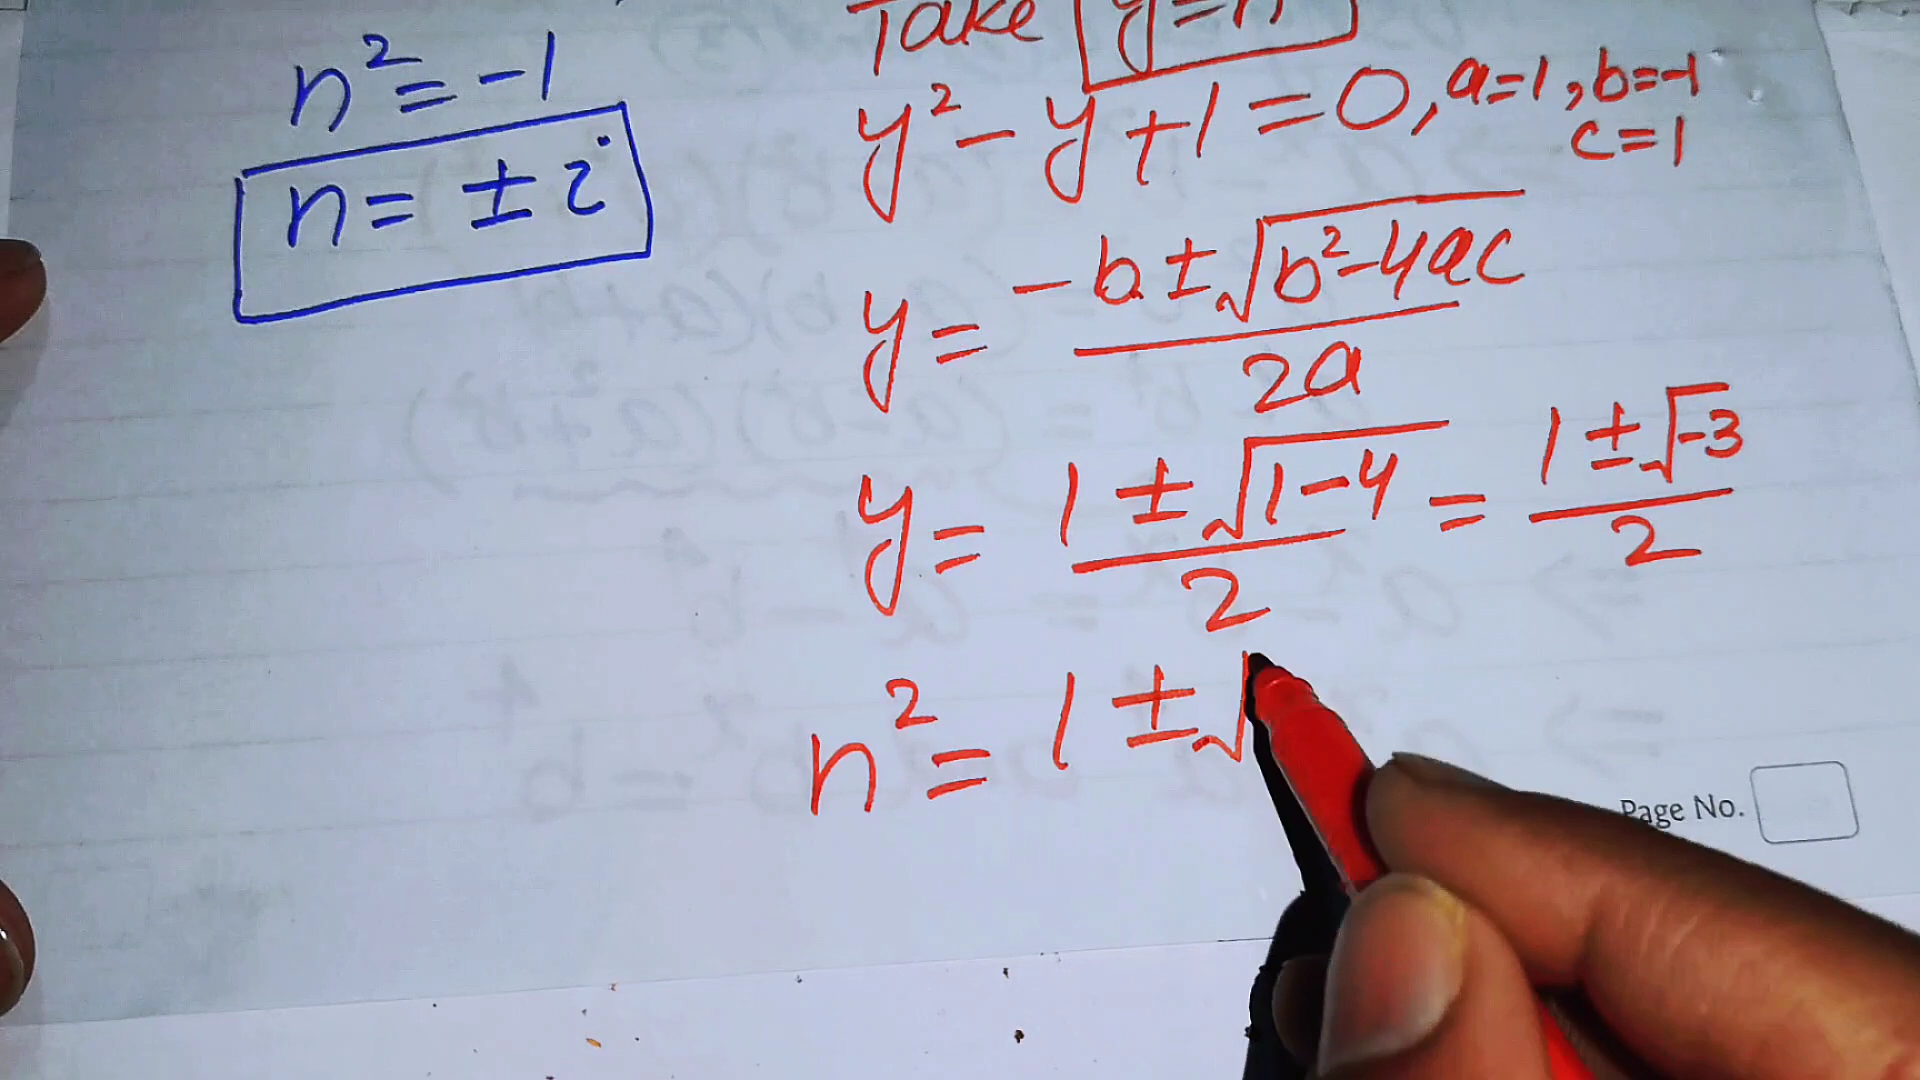 n² = -1
n = ± i
Take y = n
y² - y + 1 = 0, a=1, b=-1
c=1
y = (-b ± √(b²-4ac)) / 2a
y = (1 ± √(1-4)) / 2 = (1 ± √-3) / 2
n² = 1 ± √
Page No.